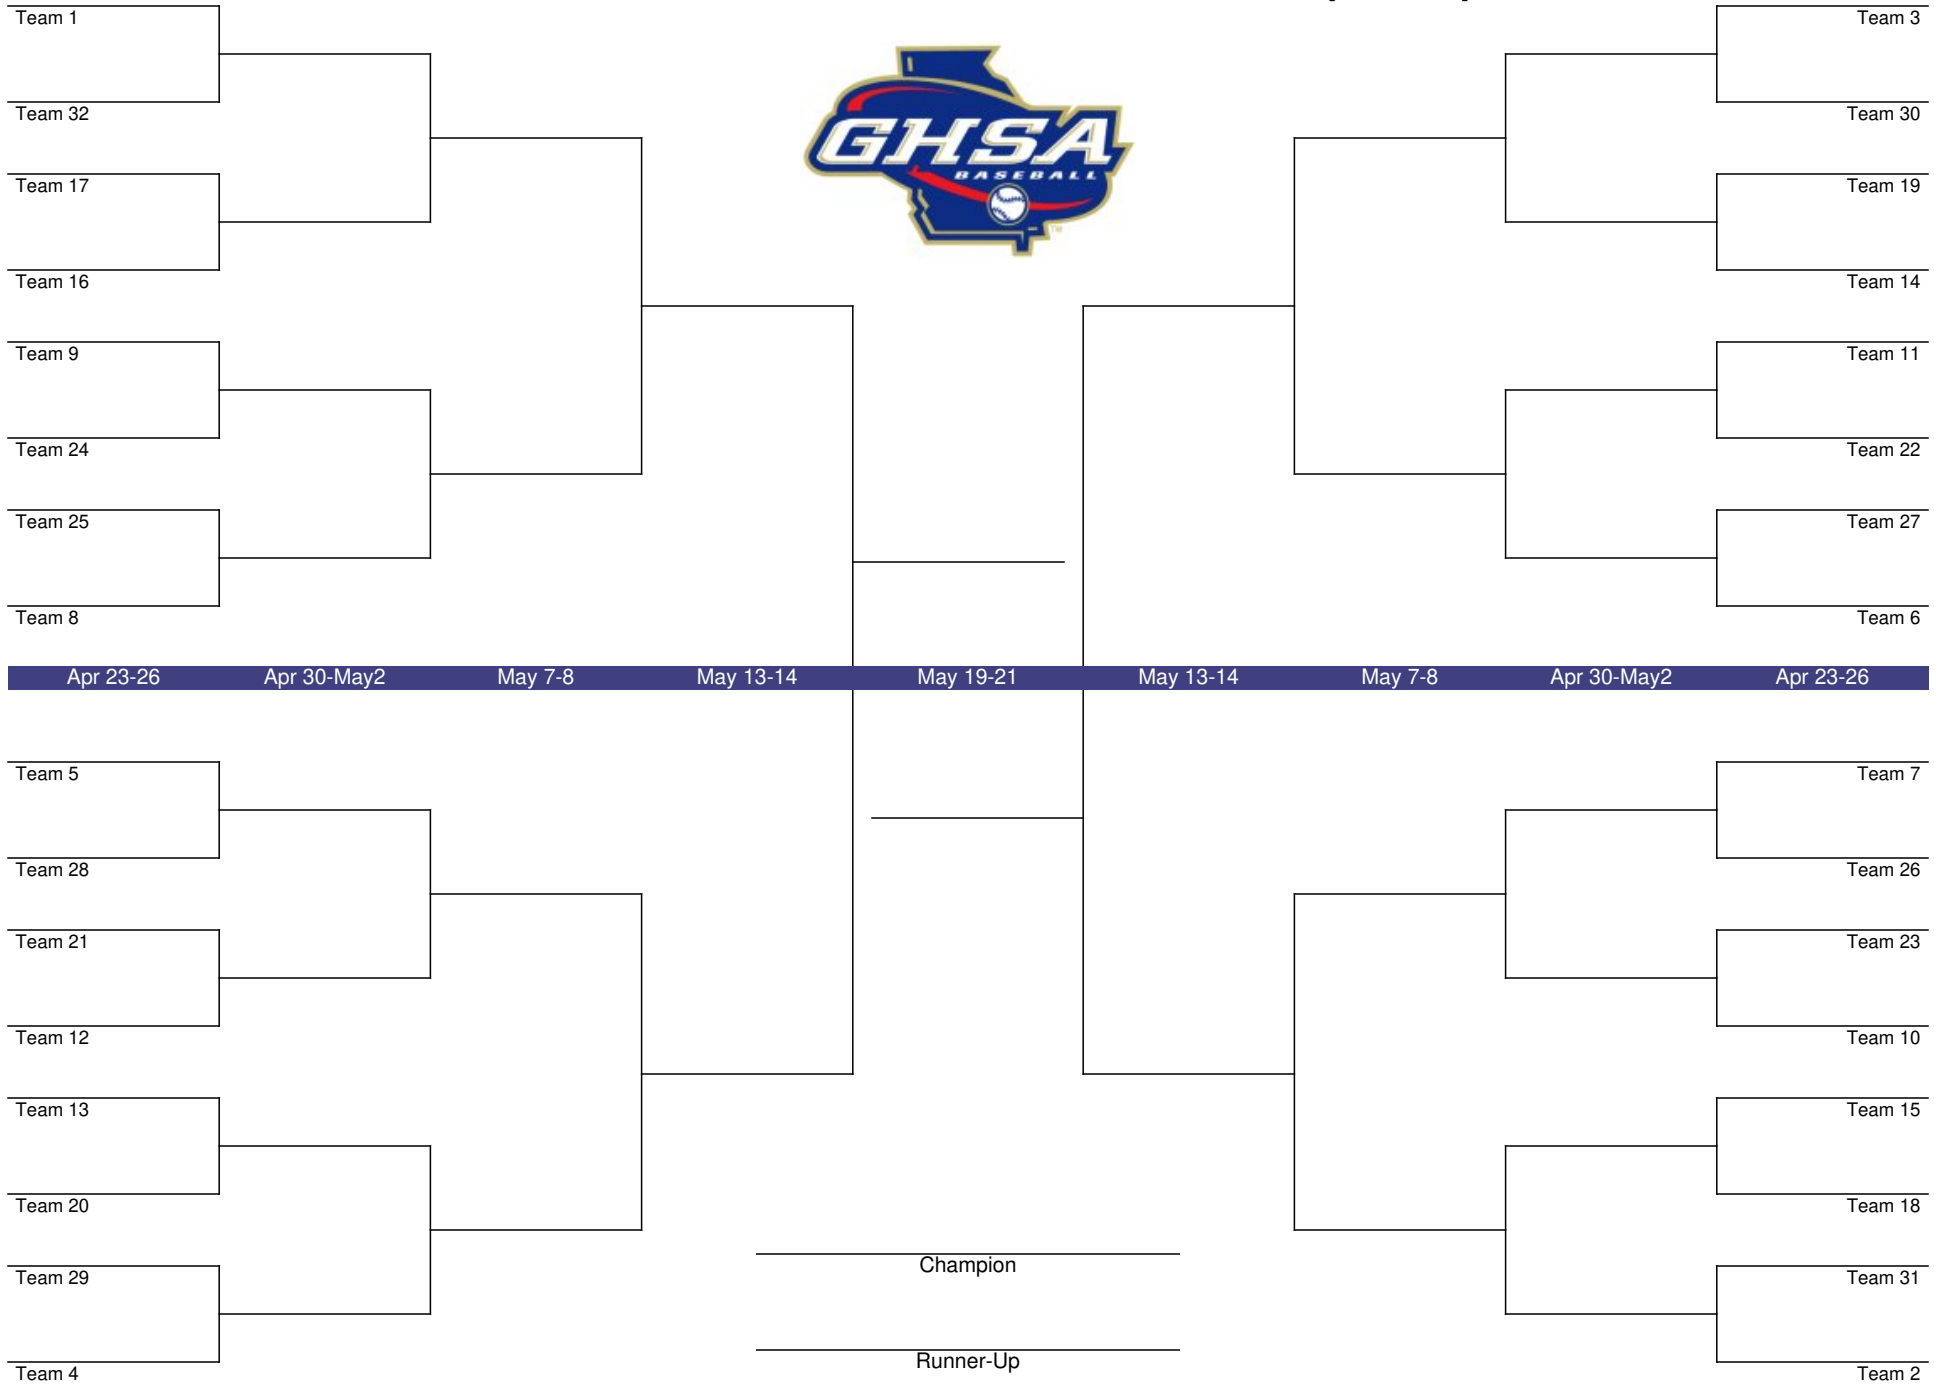 Team 1
Team 3
Team 32
Team 30
GHSA
BASEBALL
TM
Team 17
Team 19
Team 16
Team 14
Team 9
Team 11
Team 24
Team 22
Team 25
Team 27
Team 8
Team 6
Apr 23-26 Apr 30-May2 May 7-8 May 13-14 May 19-21 May 13-14 May 7-8 Apr 30-May2 Apr 23-26
Team 5
Team 7
Team 28
Team 26
Team 21
Team 23
Team 12
Team 10
Team 13
Team 15
Team 20
Team 18
Champion
Team 29
Team 31
Runner-Up
Team 4
Team 2